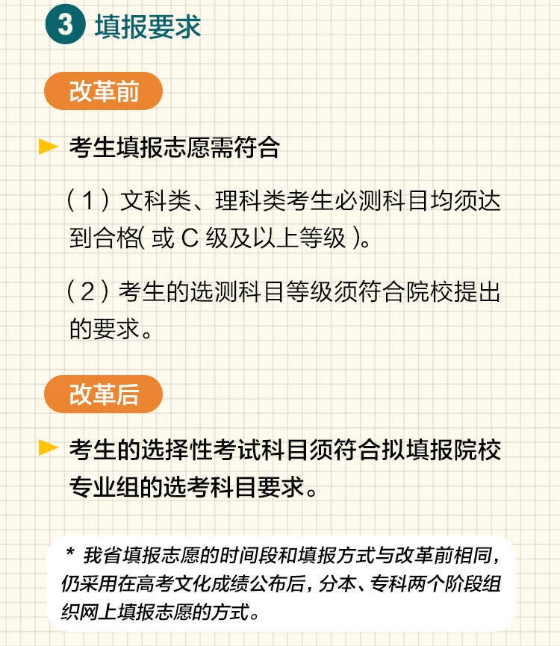 3 填报要求
改革前
考生填报志愿需符合
（1）文科类、理科类考生必测科目均须达
到合格（或 C 级及以上等级）。
（2）考生的选测科目等级须符合院校提出
的要求。
改革后
考生的选择性考试科目须符合拟填报院校
专业组的选考科目要求。
* 我省填报志愿的时间段和填报方式与改革前相同，
仍采用在高考文化成绩公布后，分本、专科两个阶段组
织网上填报志愿的方式。